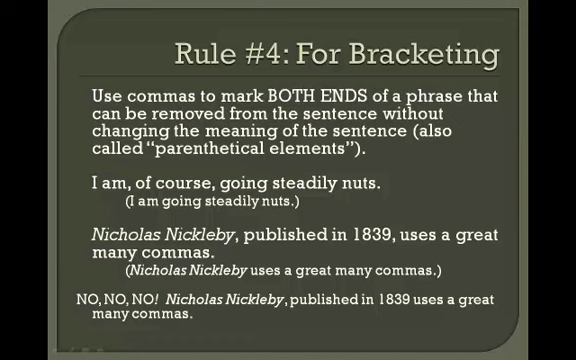 Rule #4: For Bracketing
Use commas to mark BOTH ENDS of a phrase that
can be removed from the sentence without
changing the meaning of the sentence (also
called “parenthetical elements”).
I am, of course, going steadily nuts.
(I am going steadily nuts.)
Nicholas Nickleby, published in 1839, uses a great
many commas.
(Nicholas Nickleby uses a great many commas.)
NO, NO, NO! Nicholas Nickleby, published in 1839 uses a great
many commas.